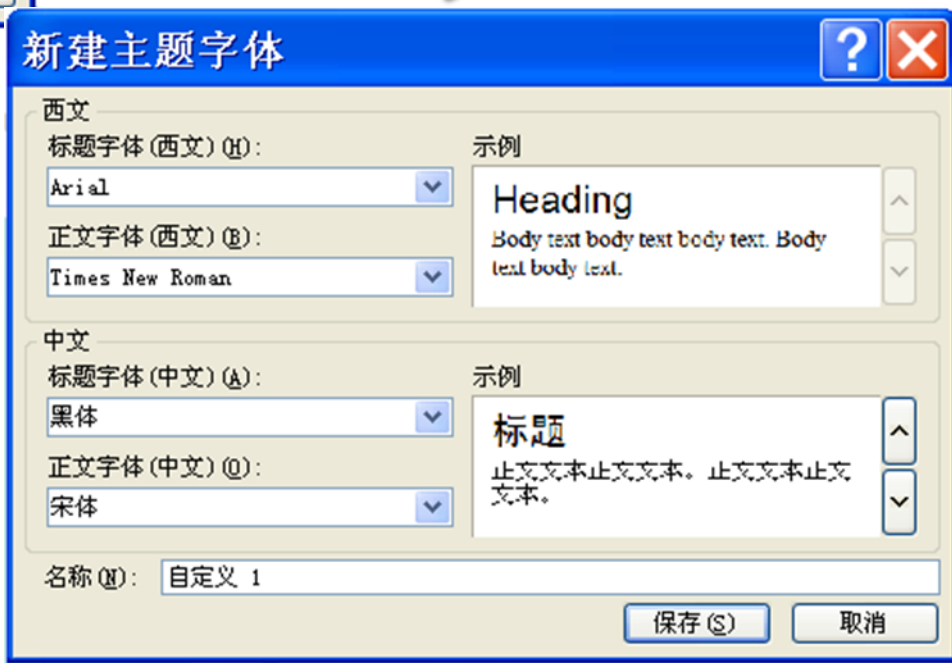 新建主题字体
西文
标题字体(西文)(H):
Arial
正文字体(西文)(B):
Times New Roman
示例
Heading
Body text body text body text. Body
text body text.
中文
标题字体(中文)(A):
黑体
正文字体(中文)(O):
宋体
示例
标题
正文文本正文文本。正文文本正文
文本。
名称(N): 自定义 1
保存(S) 取消